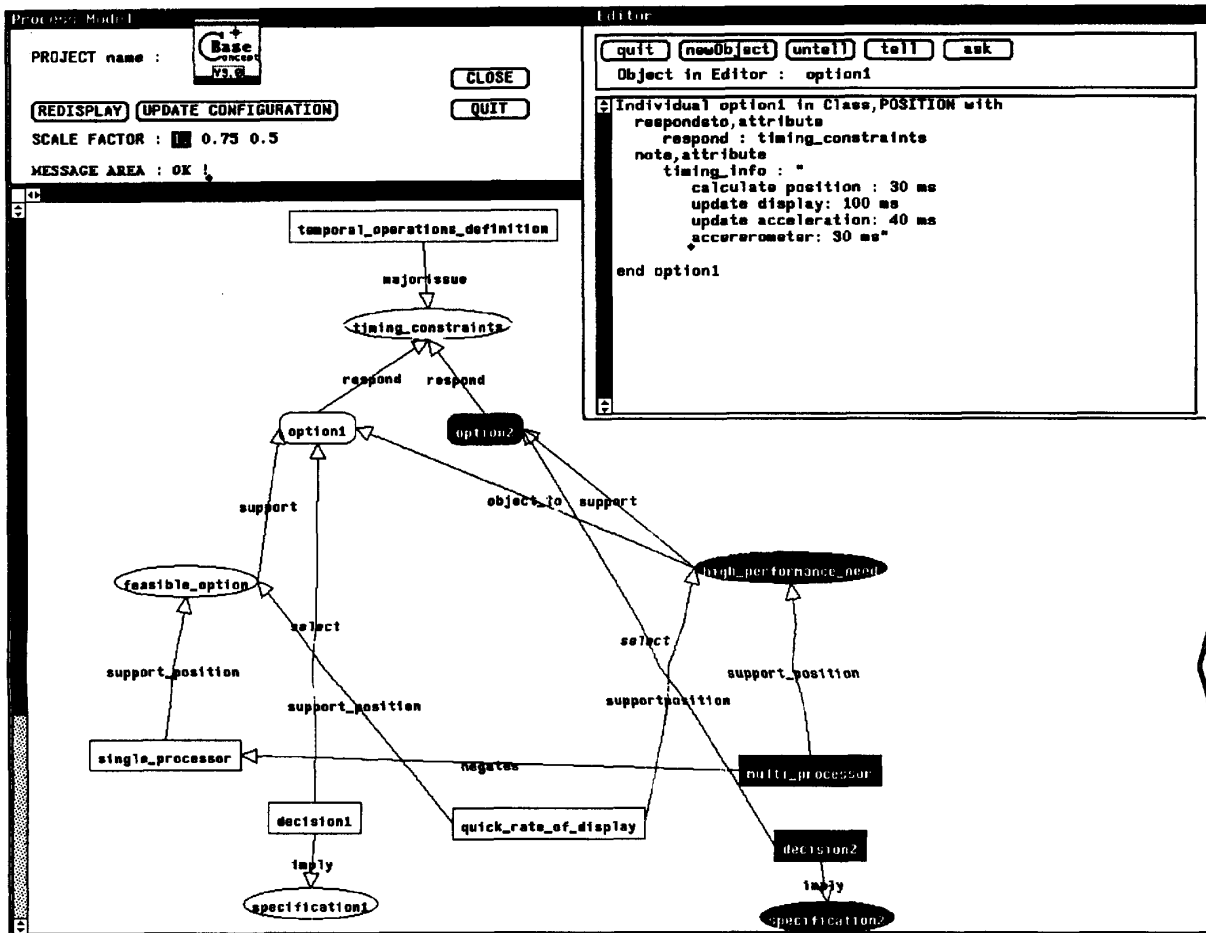 Process Model
PROJECT name :
Base
oncept
V3.0
CLOSE
REDISPLAY UPDATE CONFIGURATION QUIT
SCALE FACTOR : 1 0.75 0.5
MESSAGE AREA : OK !
Editor
quit newObject untell tell ask
Object in Editor : option1
Individual option1 in Class,POSITION with
respondsto,attribute
respond : timing_constraints
note,attribute
timing_info : "
calculate position : 30 ms
update display: 100 ms
update acceleration: 40 ms
accererometer: 30 ms"
end option1
temporal_operations_definition
majorissue
timing_constraints
respond respond
option1 option2
support object_to support
feasible_option high_performance_need
select select
support_position support_position
support_position supportposition
single_processor negates multi_processor
decision1 quick_rate_of_display decision2
imply imply
specification1 specification2